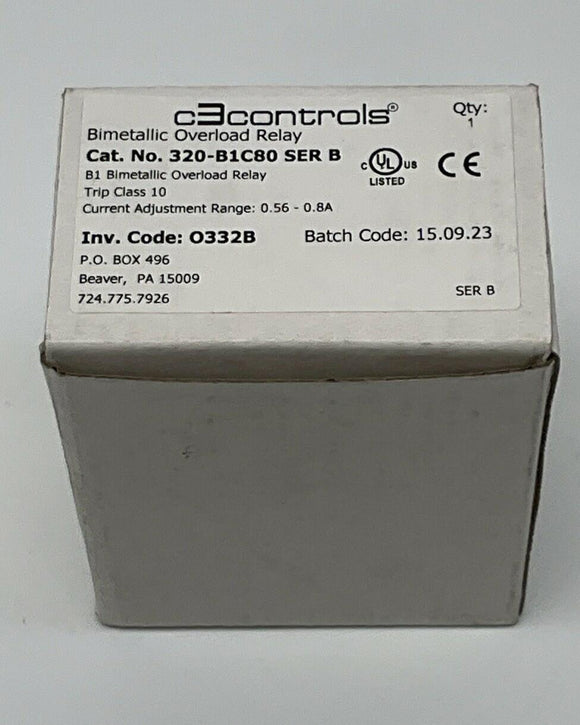 c3controls®
Qty:
1
Bimetallic Overload Relay
Cat. No. 320-B1C80 SER B
c UL US
LISTED
CE
B1 Bimetallic Overload Relay
Trip Class 10
Current Adjustment Range: 0.56 - 0.8A
Inv. Code: O332B
Batch Code: 15.09.23
P.O. BOX 496
Beaver, PA 15009
724.775.7926
SER B